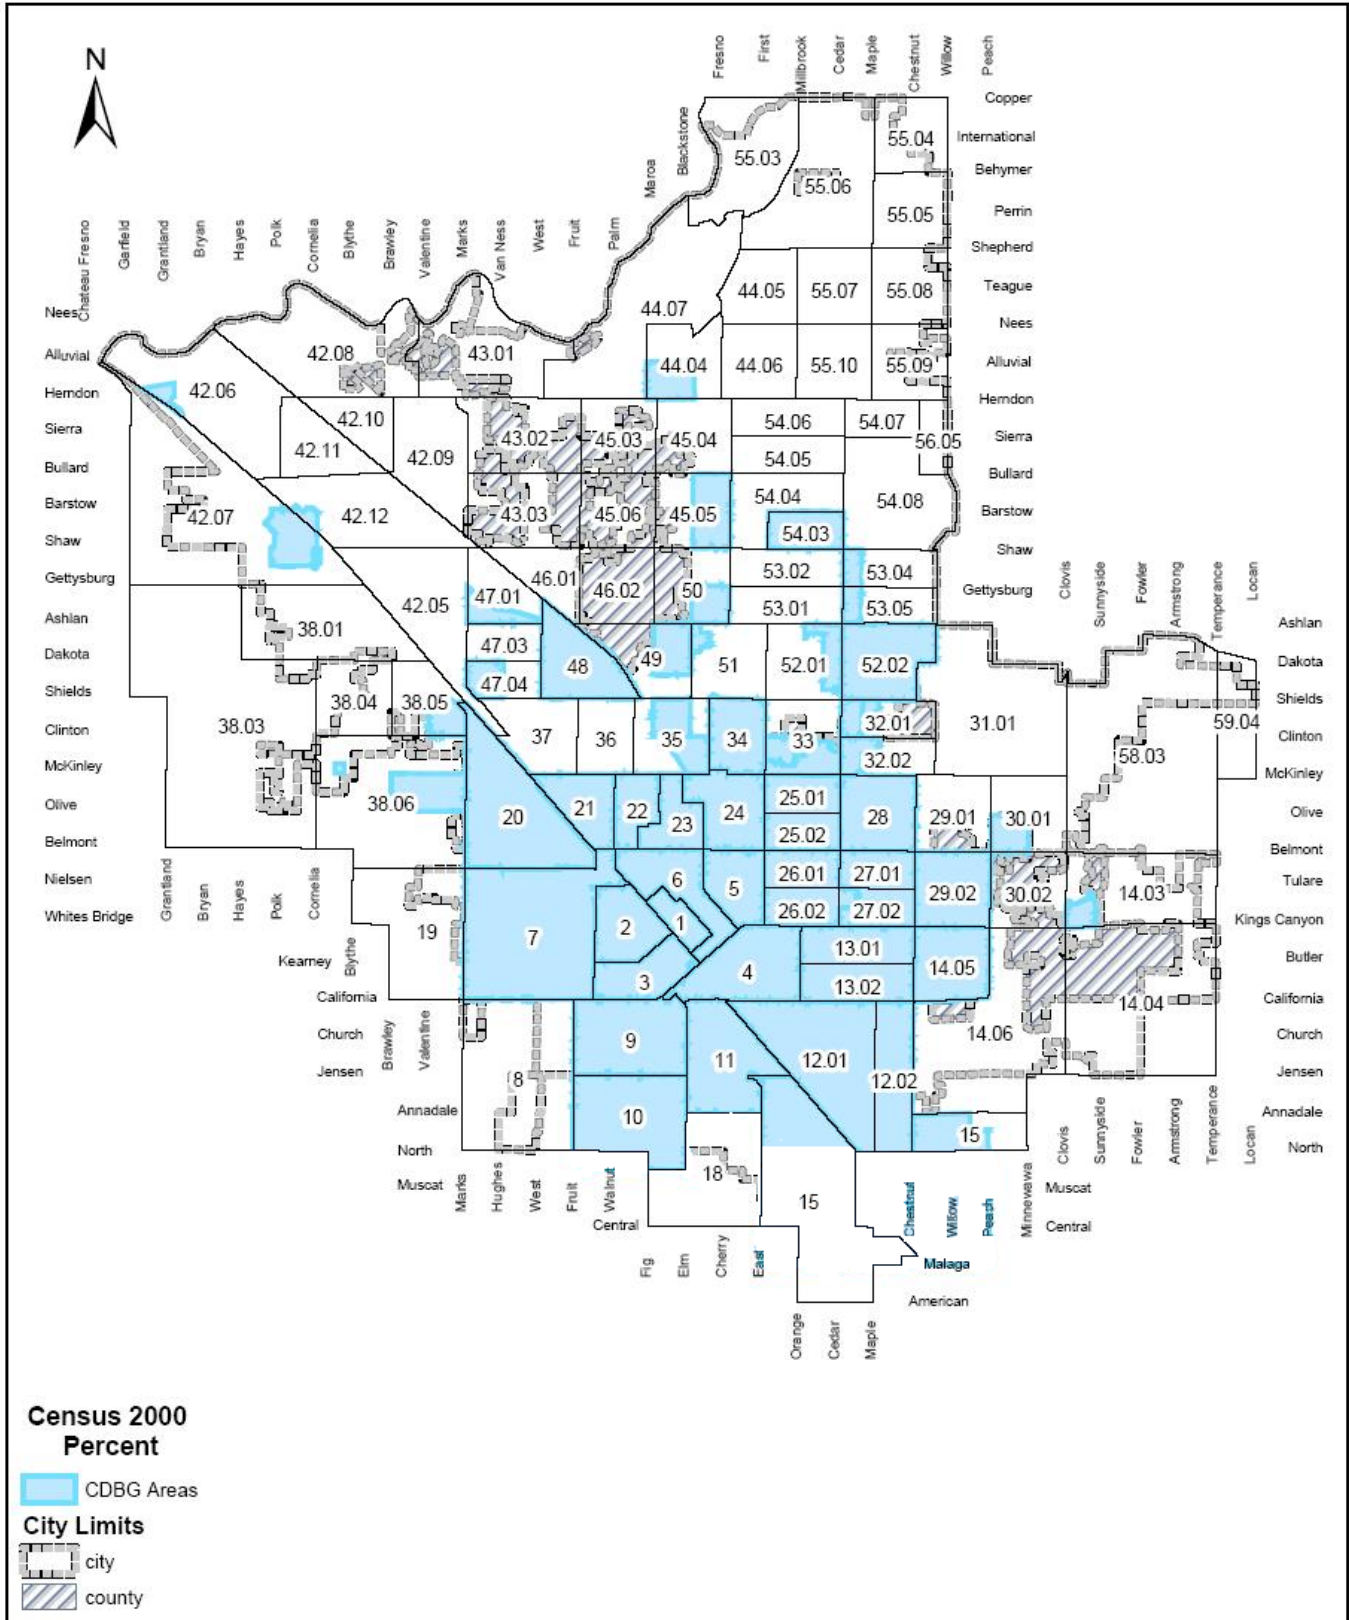 N
Fresno
First
Millbrook
Cedar
Maple
Chestnut
Willow
Peach
Copper
International
Behymer
Perrin
Shepherd
Teague
Nees
Alluvial
Herndon
Sierra
Bullard
Barstow
Shaw
Gettysburg
Blackstone
Maroa
Palm
Fruit
West
Van Ness
Marks
Valentine
Brawley
Blythe
Cornelia
Polk
Hayes
Bryan
Grantland
Garfield
Chateau Fresno
Nees
Alluvial
Herndon
Sierra
Bullard
Barstow
Shaw
Gettysburg
Ashlan
Dakota
Shields
Clinton
McKinley
Olive
Belmont
Nielsen
Whites Bridge
Clovis
Sunnyside
Fowler
Armstrong
Temperance
Locan
Ashlan
Dakota
Shields
Clinton
McKinley
Olive
Belmont
Tulare
Kings Canyon
Butler
California
Church
Jensen
Annadale
North
55.03
55.04
55.06
55.05
44.07
44.05
55.07
55.08
44.04
44.06
55.10
55.09
42.08
43.01
42.06
42.10
42.11
42.09
43.02
45.03
45.04
54.06
54.07
56.05
54.05
42.07
42.12
43.03
45.06
45.05
54.04
54.03
54.08
42.05
47.01
46.01
46.02
50
53.02
53.04
53.01
53.05
38.01
47.03
48
49
51
52.01
52.02
47.04
38.03
38.04
38.05
37
36
35
34
33
32.01
32.02
31.01
58.03
59.04
38.06
20
21
22
23
24
25.01
25.02
28
29.01
30.01
6
5
26.01
27.01
26.02
27.02
29.02
30.02
14.03
19
7
2
1
3
4
13.01
13.02
14.05
14.04
14.06
9
11
12.01
12.02
8
10
15
18
15
Grantland
Bryan
Hayes
Polk
Cornelia
Kearney
Blythe
California
Church
Jensen
Brawley
Valentine
Annadale
North
Muscat
Marks
Hughes
West
Fruit
Walnut
Central
Fig
Elm
Cherry
East
Orange
Cedar
Maple
Chestnut
Willow
Peach
Malaga
American
Minnewawa
Clovis
Sunnyside
Fowler
Armstrong
Temperance
Locan
Muscat
Central
Census 2000
Percent
CDBG Areas
City Limits
city
county